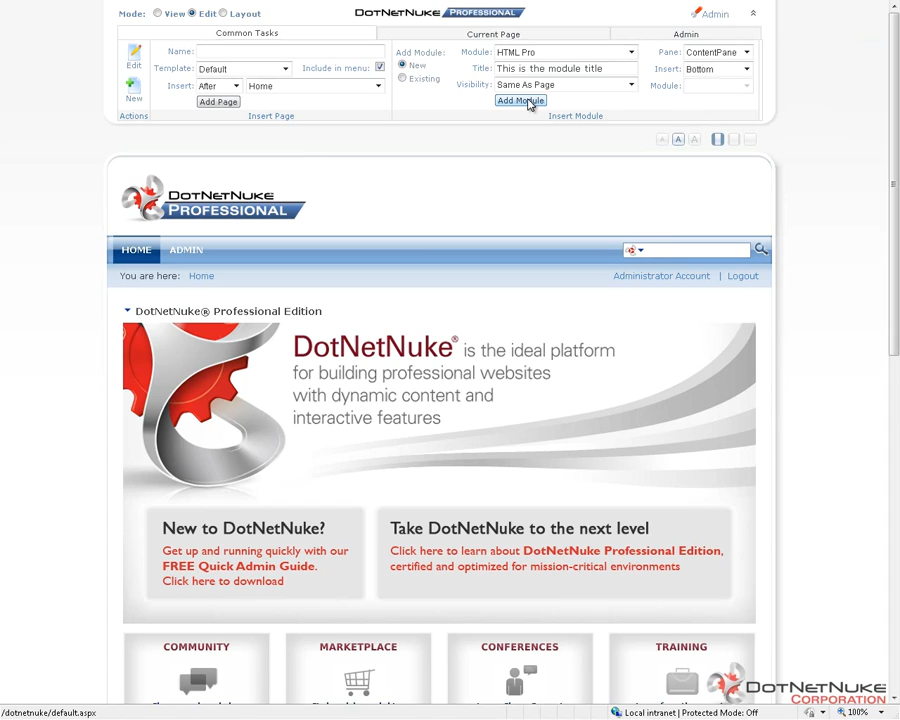 Mode: View Edit Layout
DOTNETNUKE PROFESSIONAL
Admin
Common Tasks
Current Page
Admin
Edit
New
Actions
Name:
Template: Default
Include in menu:
Insert: After Home
Add Page
Insert Page
Add Module:
New
Existing
Module: HTML Pro
Title: This is the module title
Visibility: Same As Page
Add Module
Insert Module
Pane: ContentPane
Insert: Bottom
Module:
A A A
DOTNETNUKE
PROFESSIONAL
HOME ADMIN
You are here: Home
Administrator Account | Logout
DotNetNuke® Professional Edition
DotNetNuke® is the ideal platform
for building professional websites
with dynamic content and
interactive features
New to DotNetNuke?
Get up and running quickly with our
FREE Quick Admin Guide.
Click here to download
Take DotNetNuke to the next level
Click here to learn about DotNetNuke Professional Edition,
certified and optimized for mission-critical environments
COMMUNITY
MARKETPLACE
CONFERENCES
TRAINING
DOTNETNUKE
CORPORATION
/dotnetnuke/default.aspx
Local intranet | Protected Mode: Off
100%